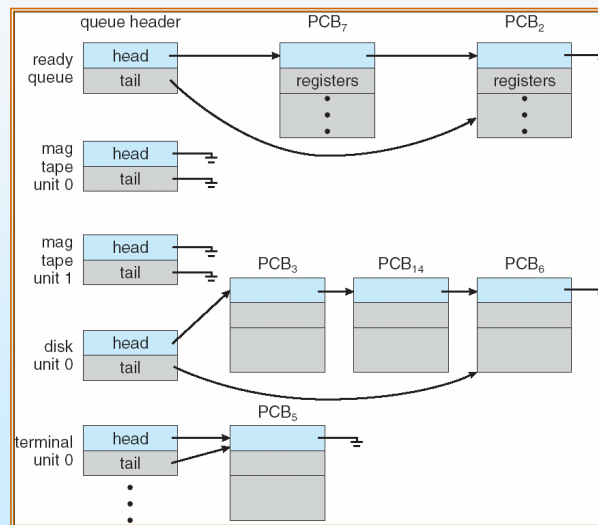 queue header PCB7 PCB2
ready
queue
head
tail
registers
registers
mag
tape
unit 0
head
tail
mag
tape
unit 1
head
tail
PCB3 PCB14 PCB6
disk
unit 0
head
tail
PCB5
terminal
unit 0
head
tail